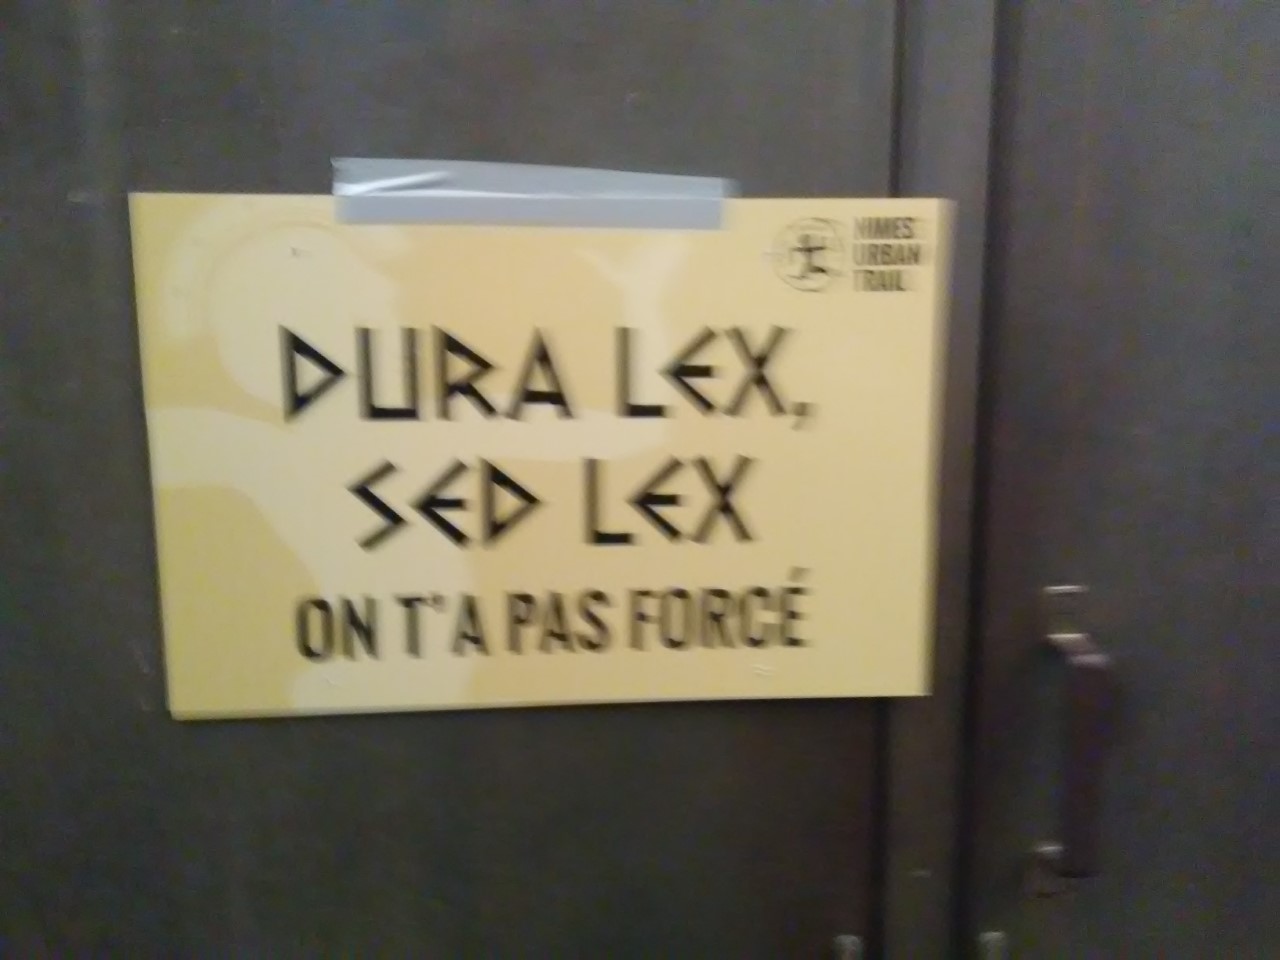 NIMES
URBAN
TRAIL
DURA LEX,
SED LEX
ON T'A PAS FORCÉ